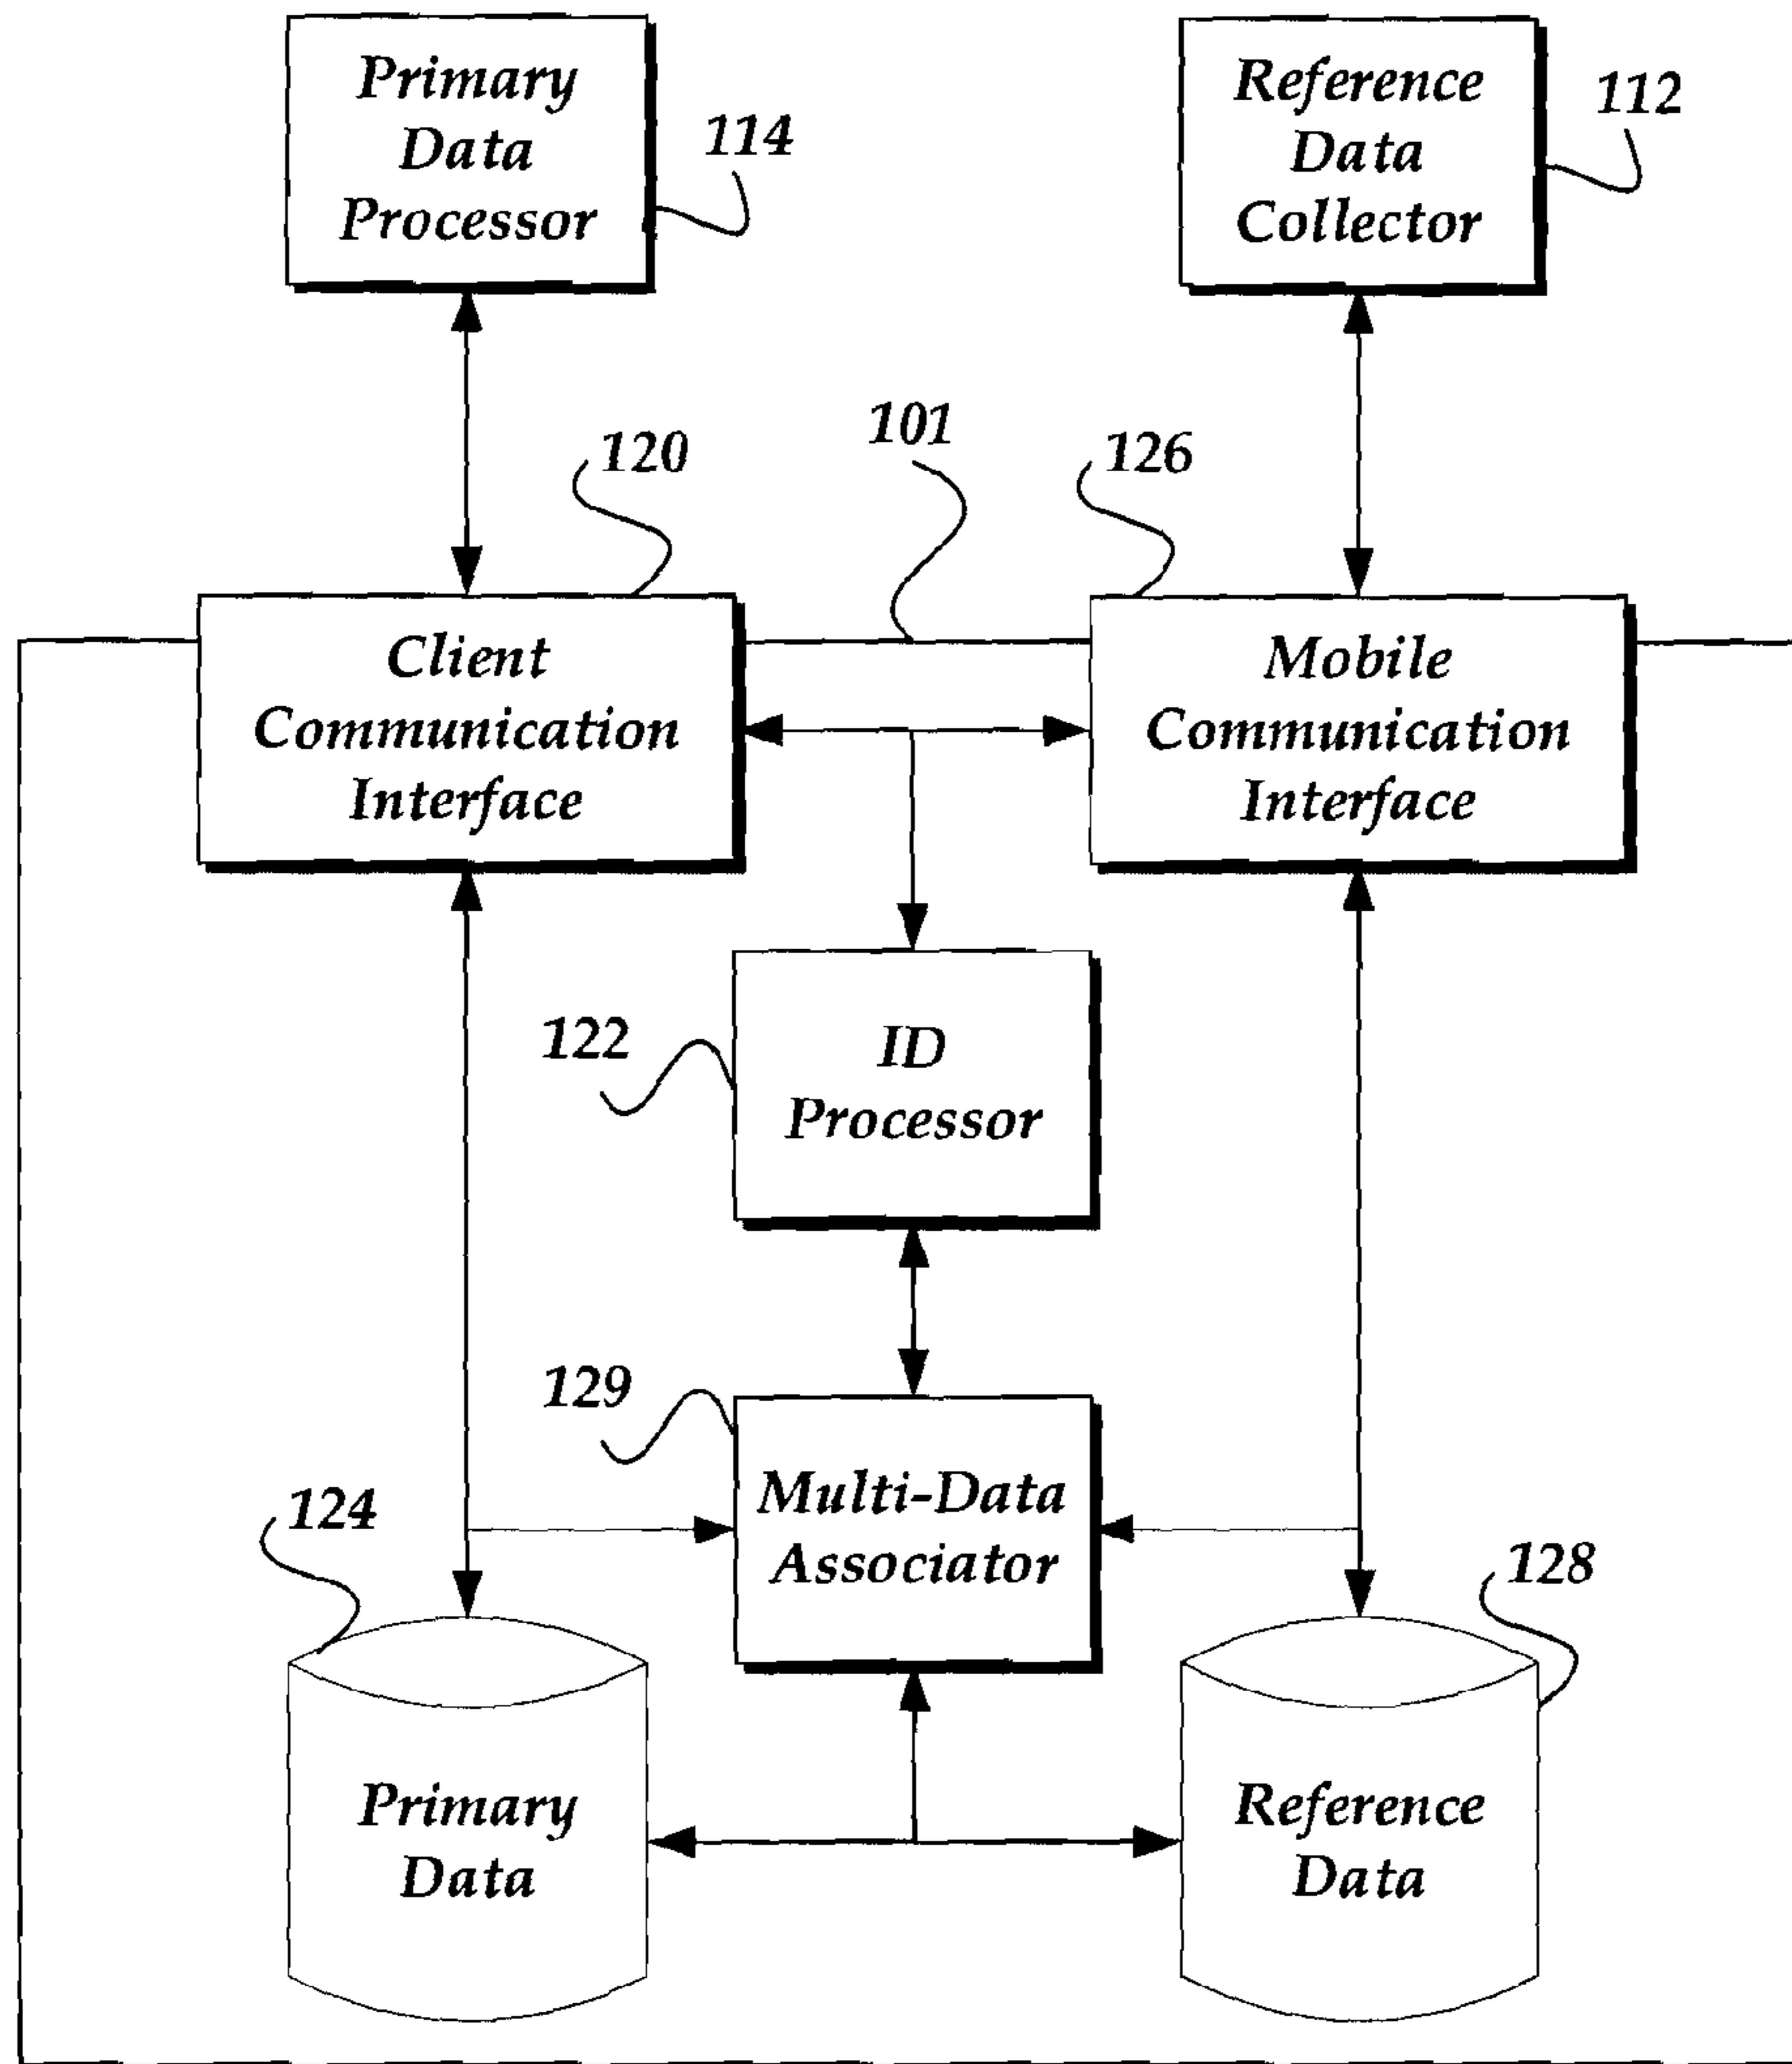 Primary
Data
Processor
114
Reference
Data
Collector
112
120
101
126
Client
Communication
Interface
Mobile
Communication
Interface
122
ID
Processor
129
Multi-Data
Associator
124
128
Primary
Data
Reference
Data